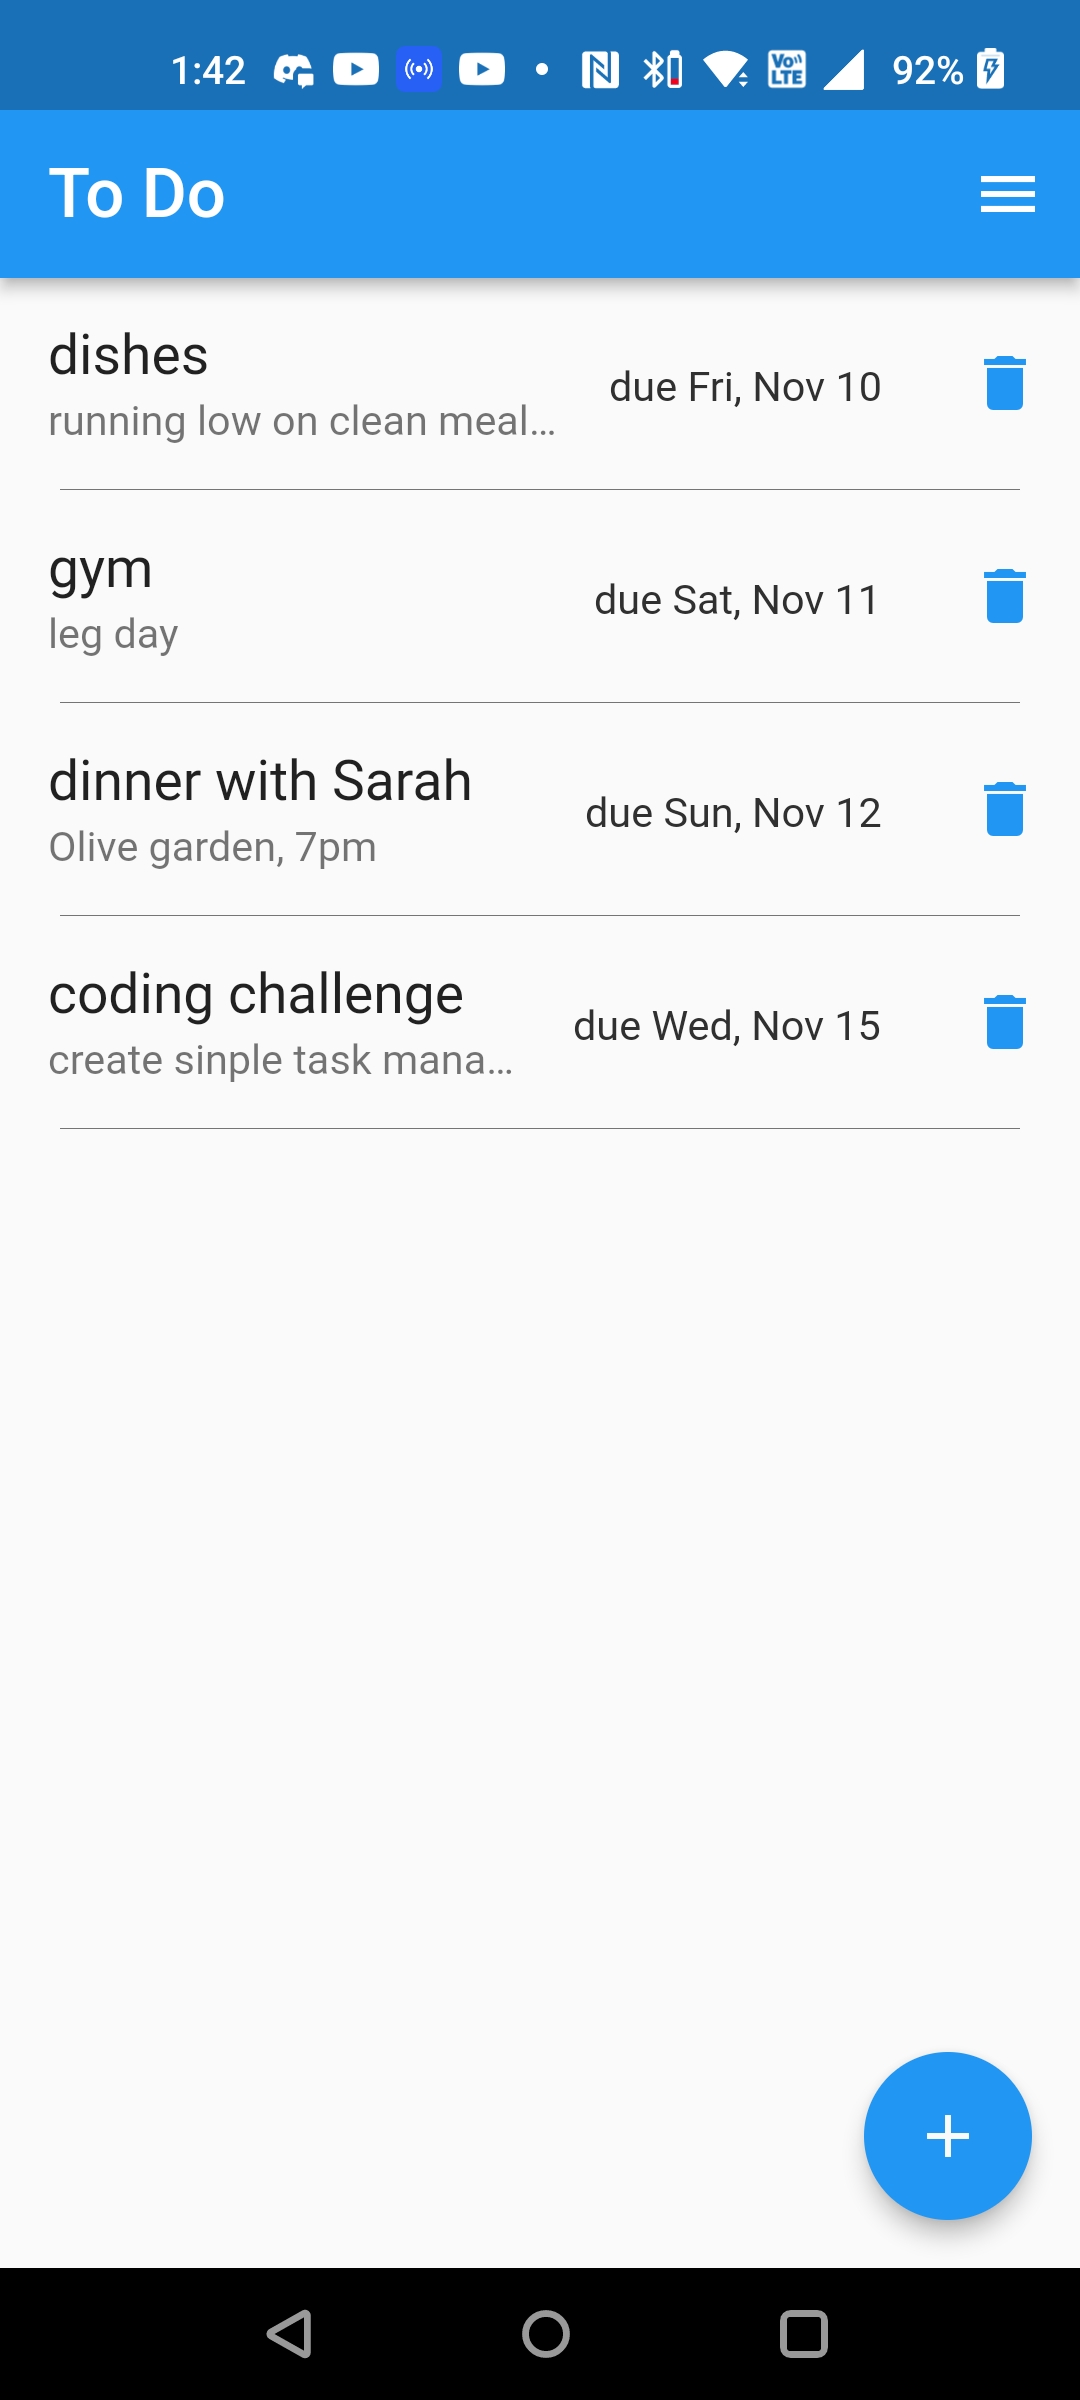 1:42 Vo LTE 92%
To Do
dishes
due Fri, Nov 10
running low on clean meal...
gym
due Sat, Nov 11
leg day
dinner with Sarah
due Sun, Nov 12
Olive garden, 7pm
coding challenge
due Wed, Nov 15
create sinple task mana...